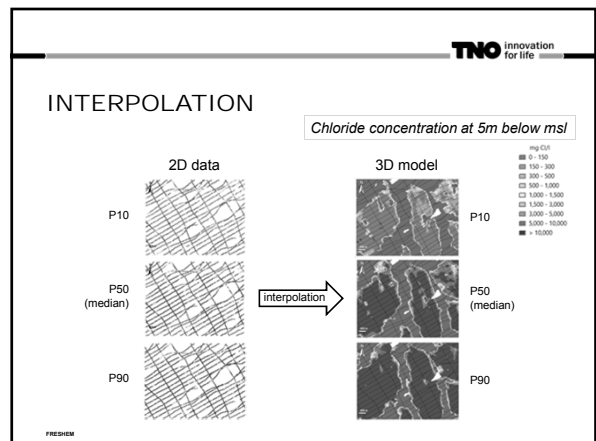 TNO innovation
for life
INTERPOLATION
Chloride concentration at 5m below msl
2D data
3D model
mg Cl/l
0 - 150
150 - 300
300 - 500
500 - 1,000
1,000 - 1,500
1,500 - 3,000
3,000 - 5,000
5,000 - 10,000
> 10,000
P10
P10
P50
(median)
interpolation
P50
(median)
P90
P90
FRESHEM